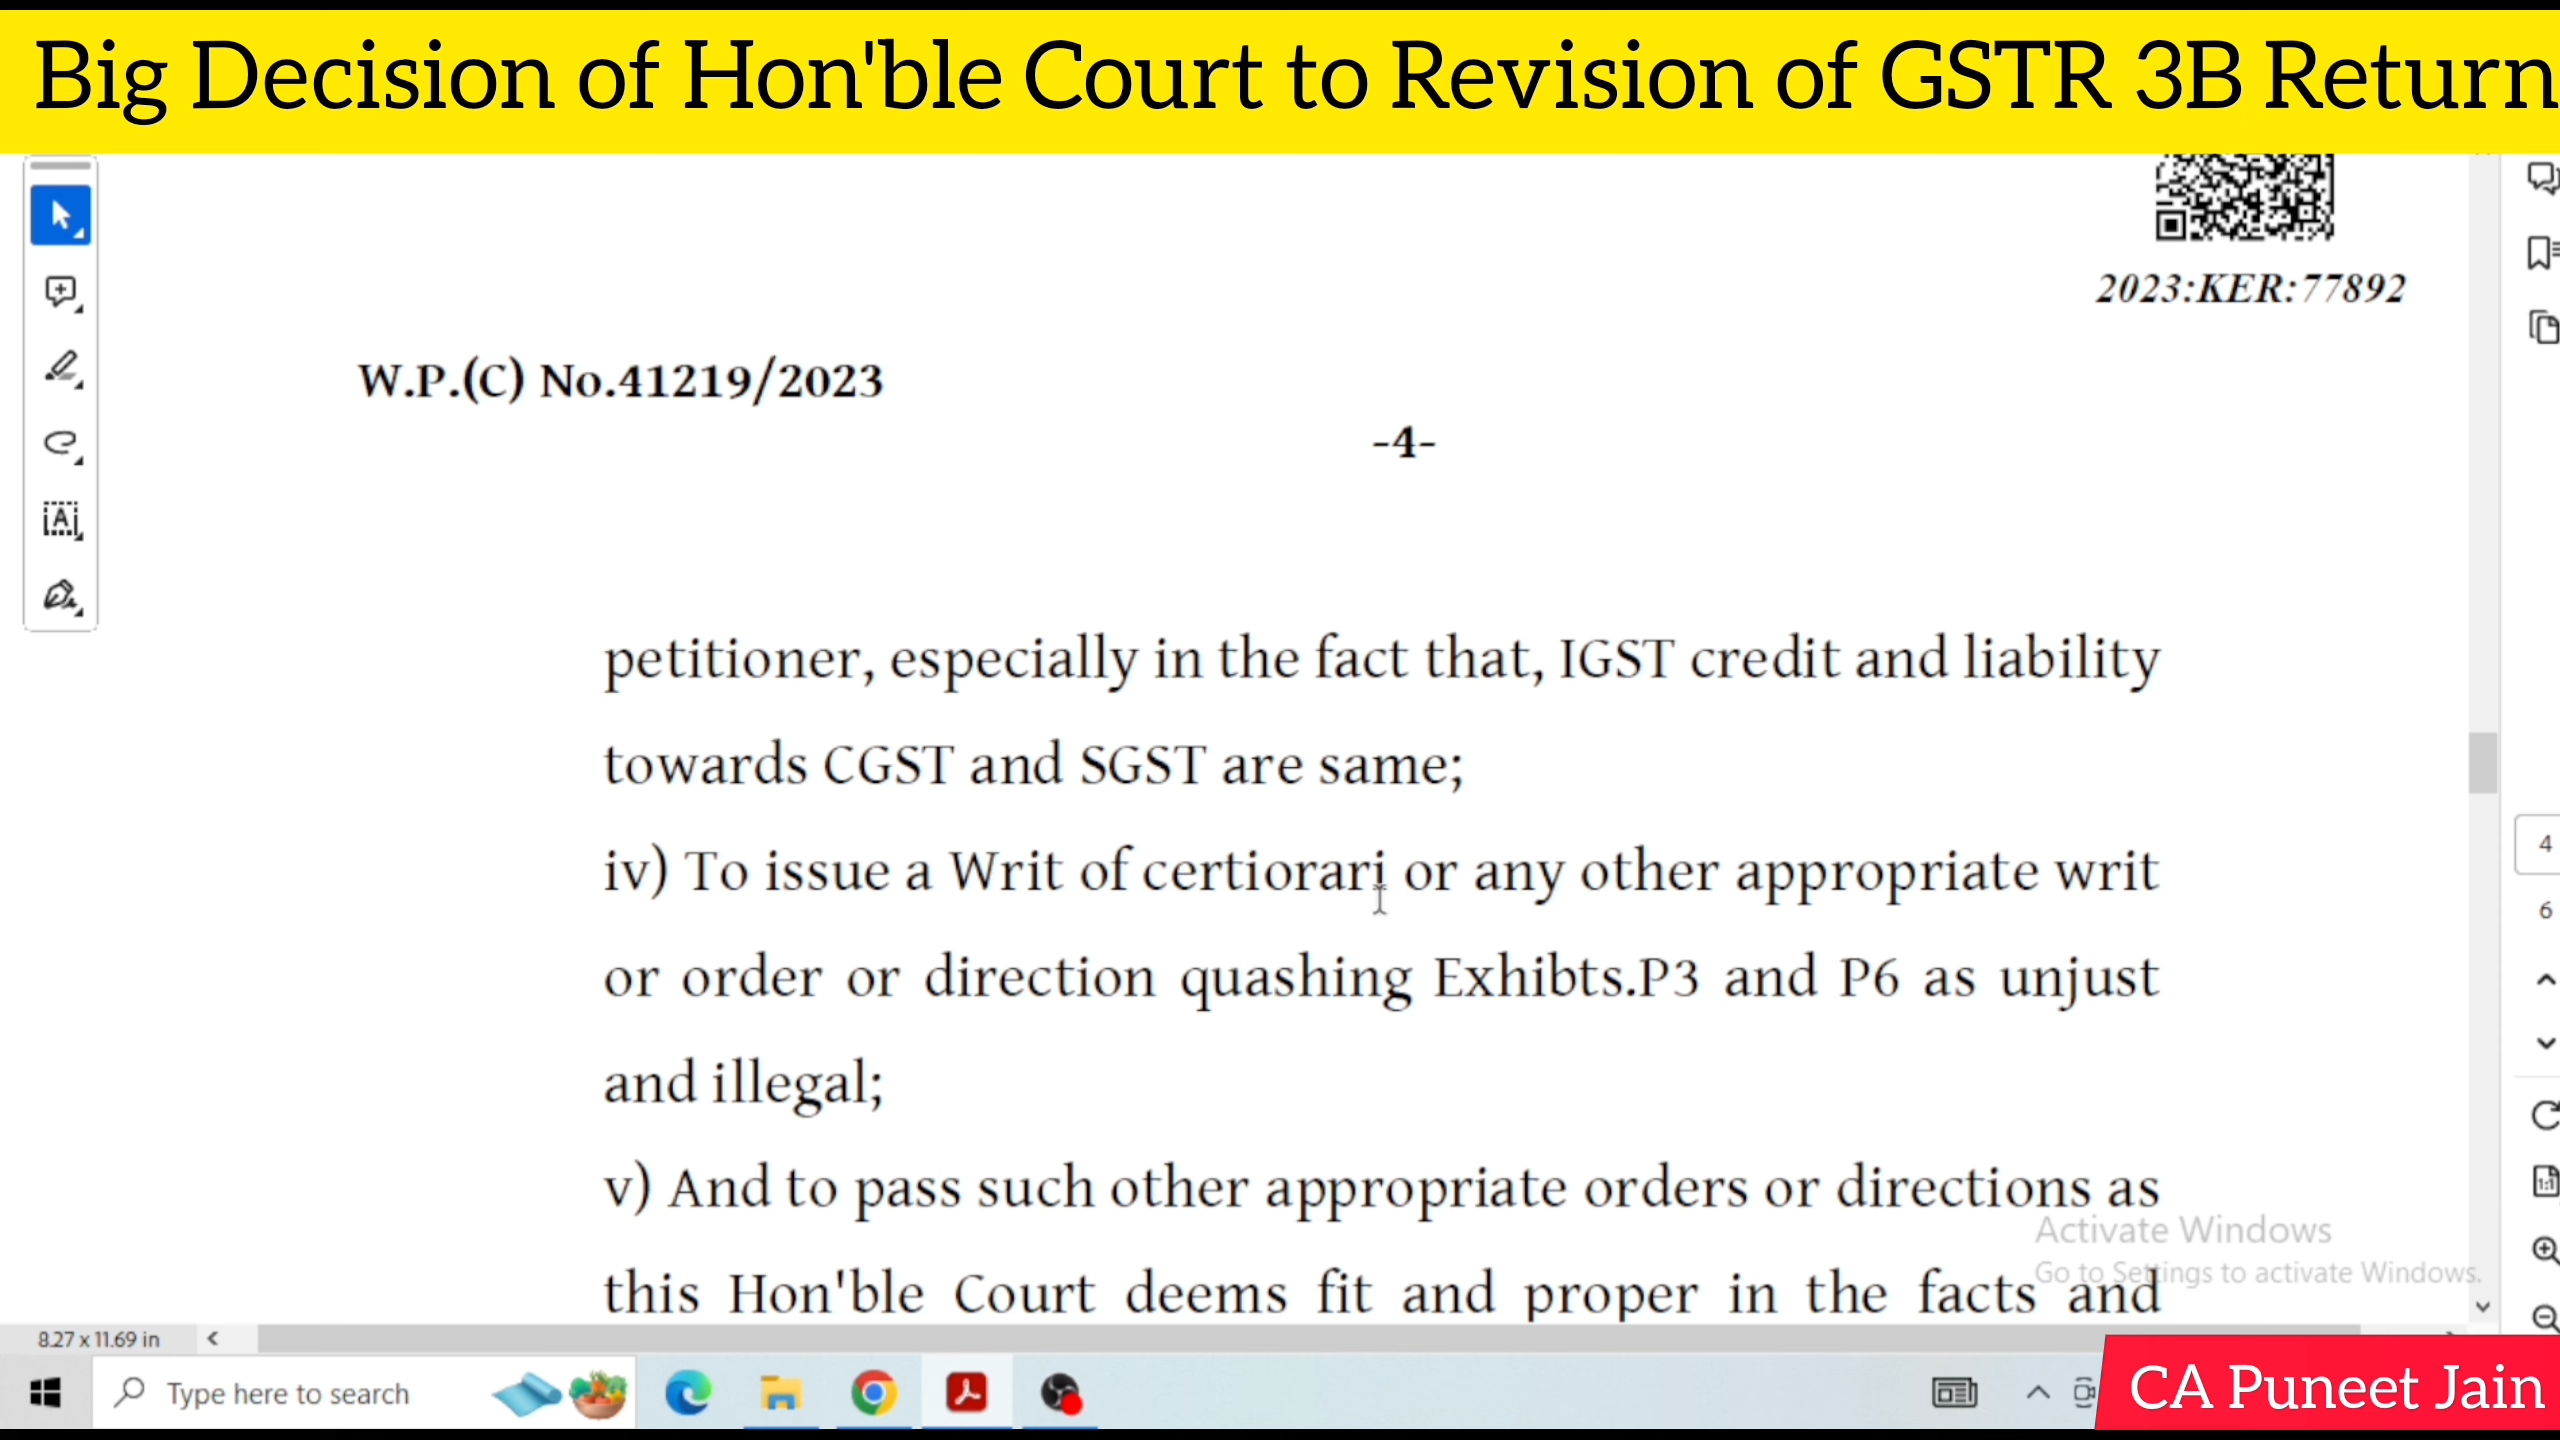 Big Decision of Hon'ble Court to Revision of GSTR 3B Return
2023:KER:77892
W.P.(C) No.41219/2023
-4-
petitioner, especially in the fact that, IGST credit and liability
towards CGST and SGST are same;
iv) To issue a Writ of certiorari or any other appropriate writ
or order or direction quashing Exhibts.P3 and P6 as unjust
and illegal;
v) And to pass such other appropriate orders or directions as
this Hon'ble Court deems fit and proper in the facts and
Activate Windows
Go to Settings to activate Windows.
4
6
8.27 x 11.69 in
Type here to search
CA Puneet Jain